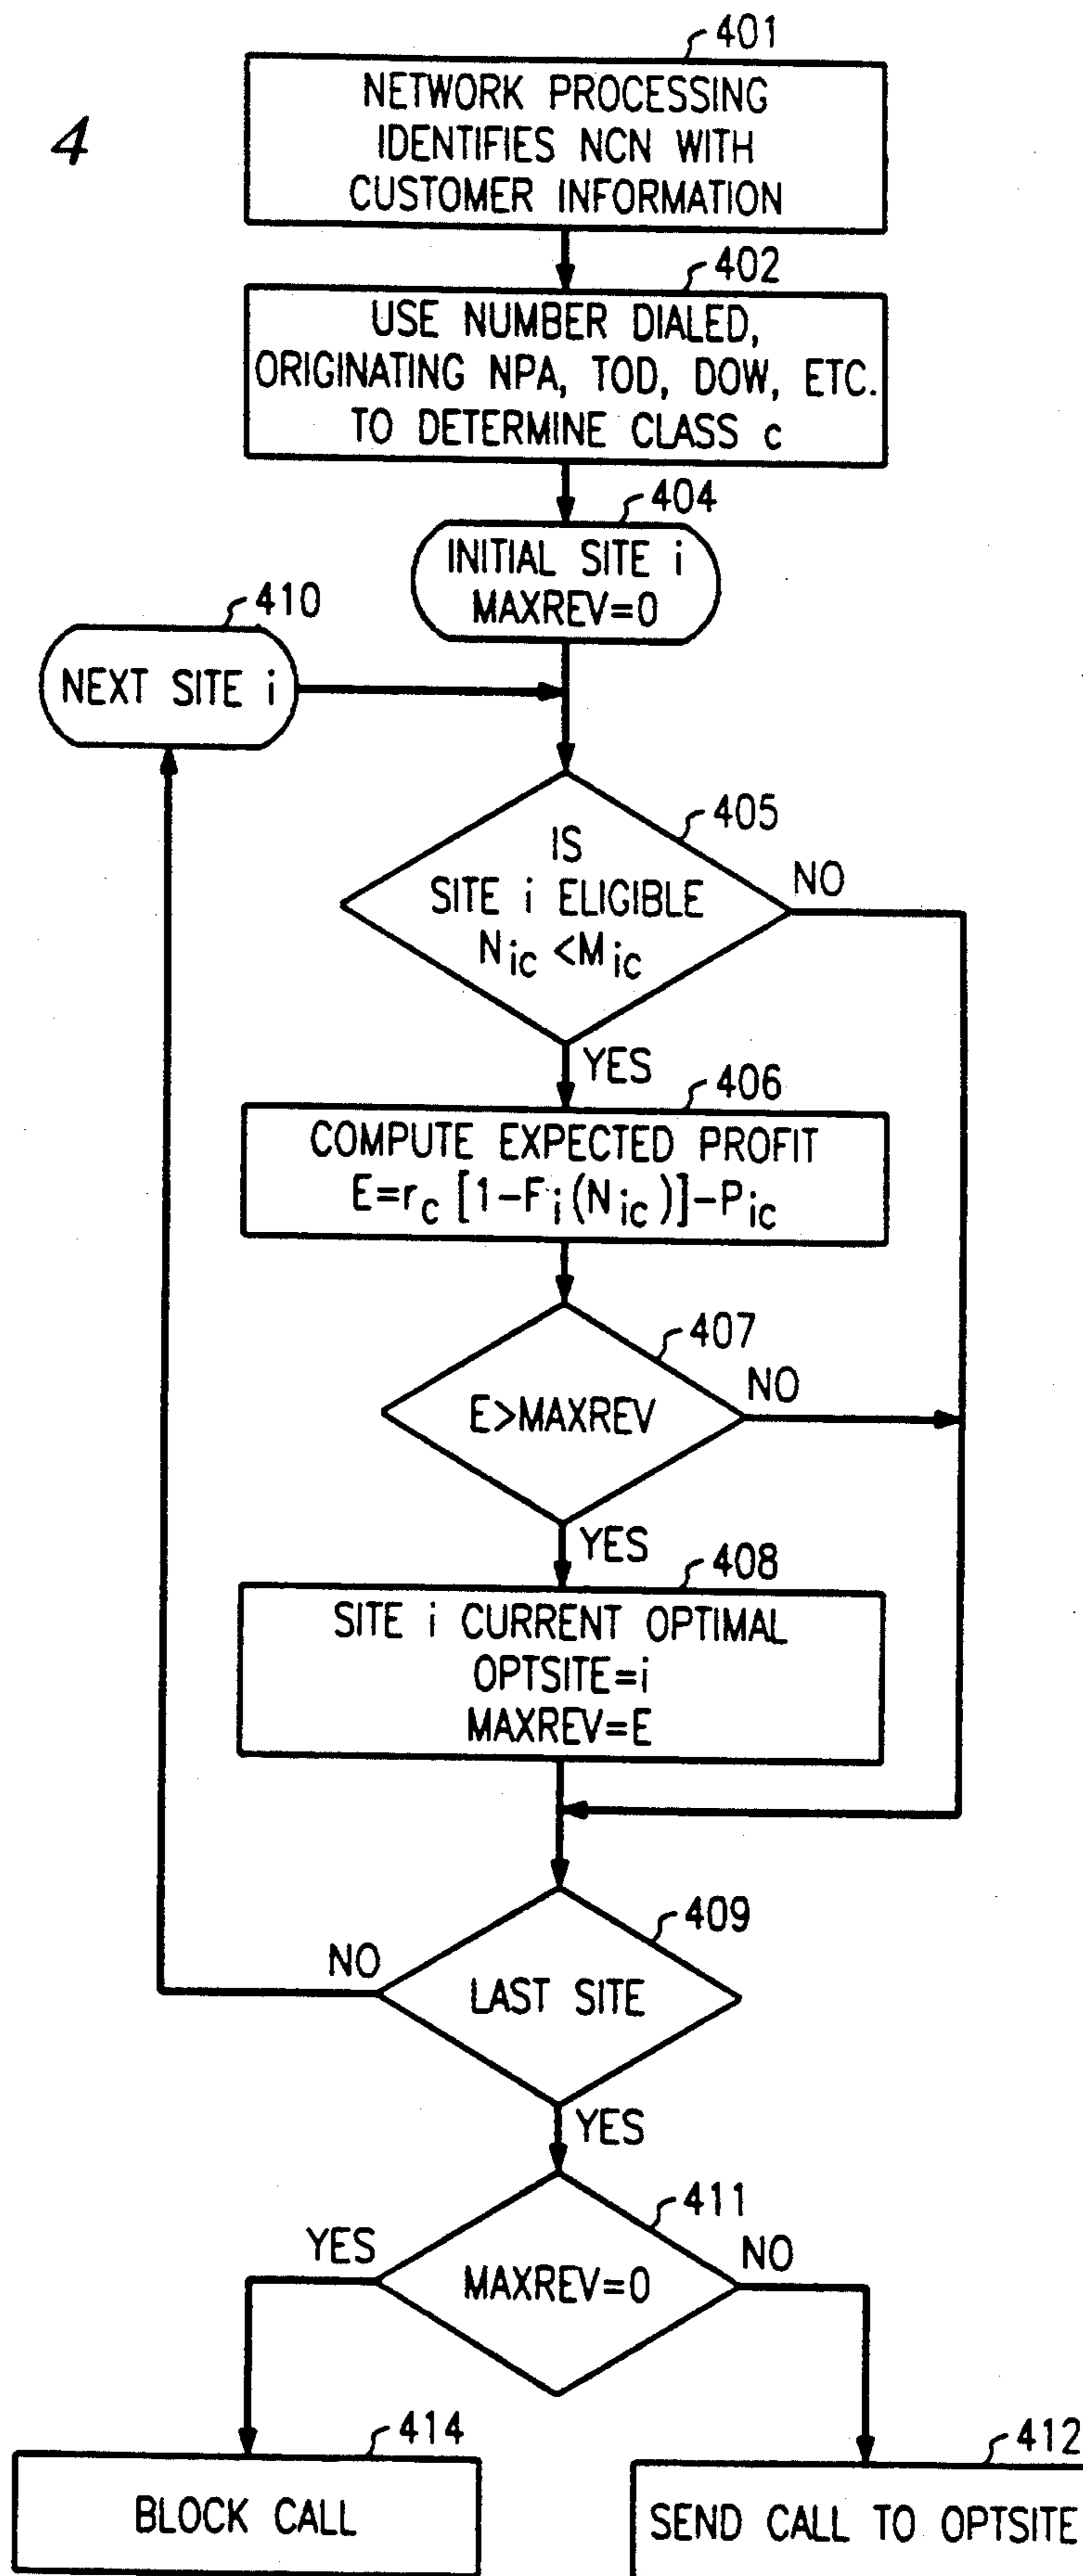 4
401
NETWORK PROCESSING
IDENTIFIES NCN WITH
CUSTOMER INFORMATION
402
USE NUMBER DIALED,
ORIGINATING NPA, TOD, DOW, ETC.
TO DETERMINE CLASS c
404
INITIAL SITE i
MAXREV=0
410
NEXT SITE i
405
IS
SITE i ELIGIBLE
N_ic <M_ic
NO
YES
406
COMPUTE EXPECTED PROFIT
E=r_c [1-F_i(N_ic)]-P_ic
407
E>MAXREV
NO
YES
408
SITE i CURRENT OPTIMAL
OPTSITE=i
MAXREV=E
409
LAST SITE
NO
YES
411
MAXREV=0
YES
NO
414
BLOCK CALL
412
SEND CALL TO OPTSITE